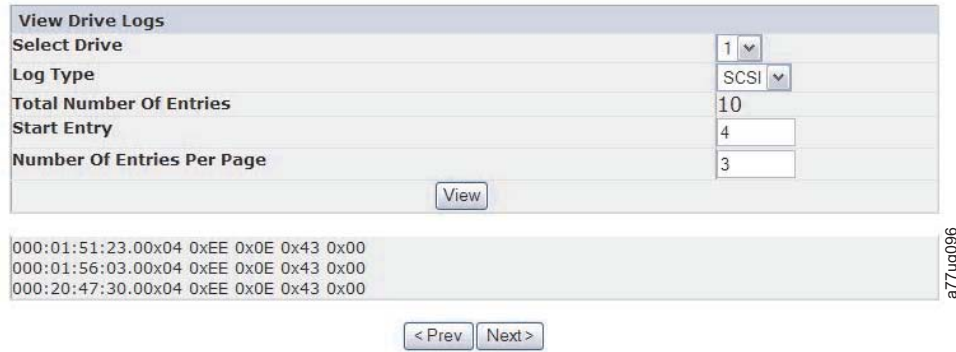 View Drive Logs
Select Drive 1
Log Type SCSI
Total Number Of Entries 10
Start Entry 4
Number Of Entries Per Page 3
View
000:01:51:23.00x04 0xEE 0x0E 0x43 0x00
000:01:56:03.00x04 0xEE 0x0E 0x43 0x00
000:20:47:30.00x04 0xEE 0x0E 0x43 0x00
< Prev Next >
a77ug096